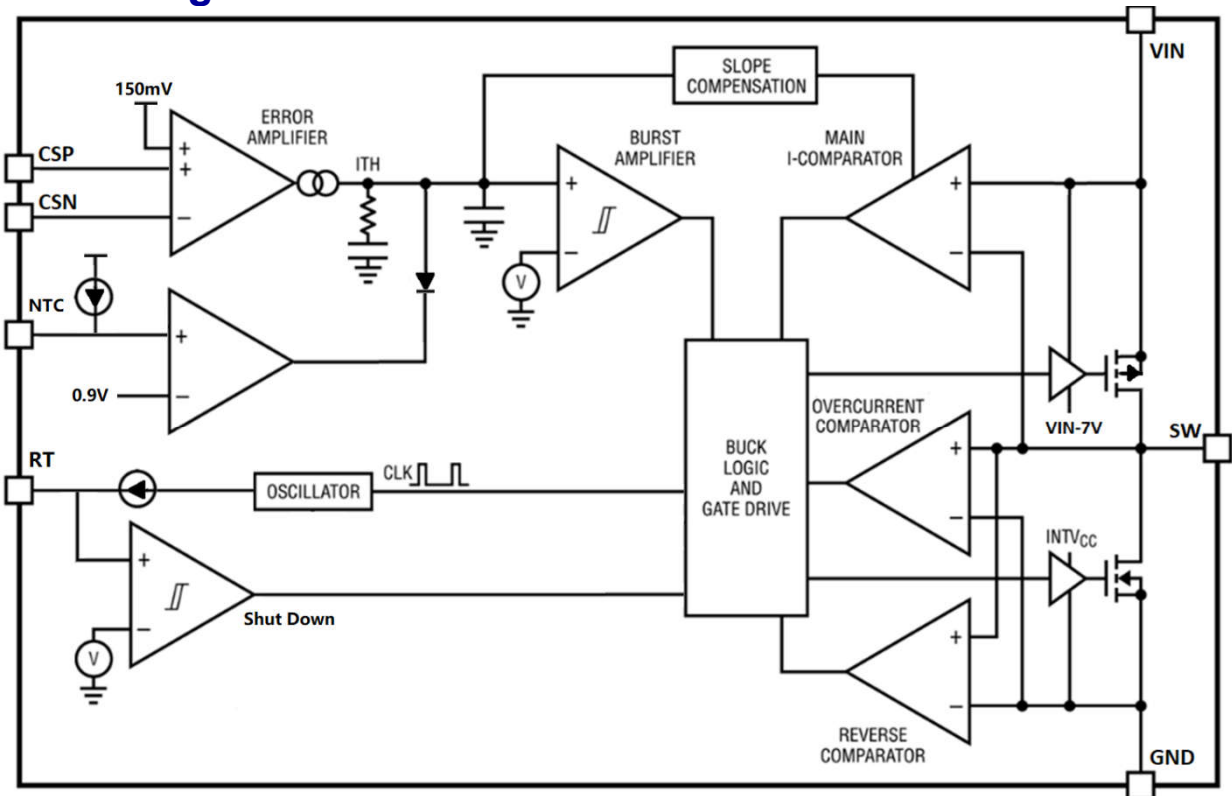 VIN
SLOPE
COMPENSATION
150mV
ERROR
AMPLIFIER
BURST
AMPLIFIER
MAIN
I-COMPARATOR
CSP
+
+
ITH
+
+
CSN
−
−
−
V
NTC
+
0.9V
−
OVERCURRENT
COMPARATOR
VIN-7V
SW
+
BUCK
LOGIC
AND
GATE DRIVE
RT
CLK
OSCILLATOR
−
INTVCC
+
Shut Down
−
V
+
−
REVERSE
COMPARATOR
GND